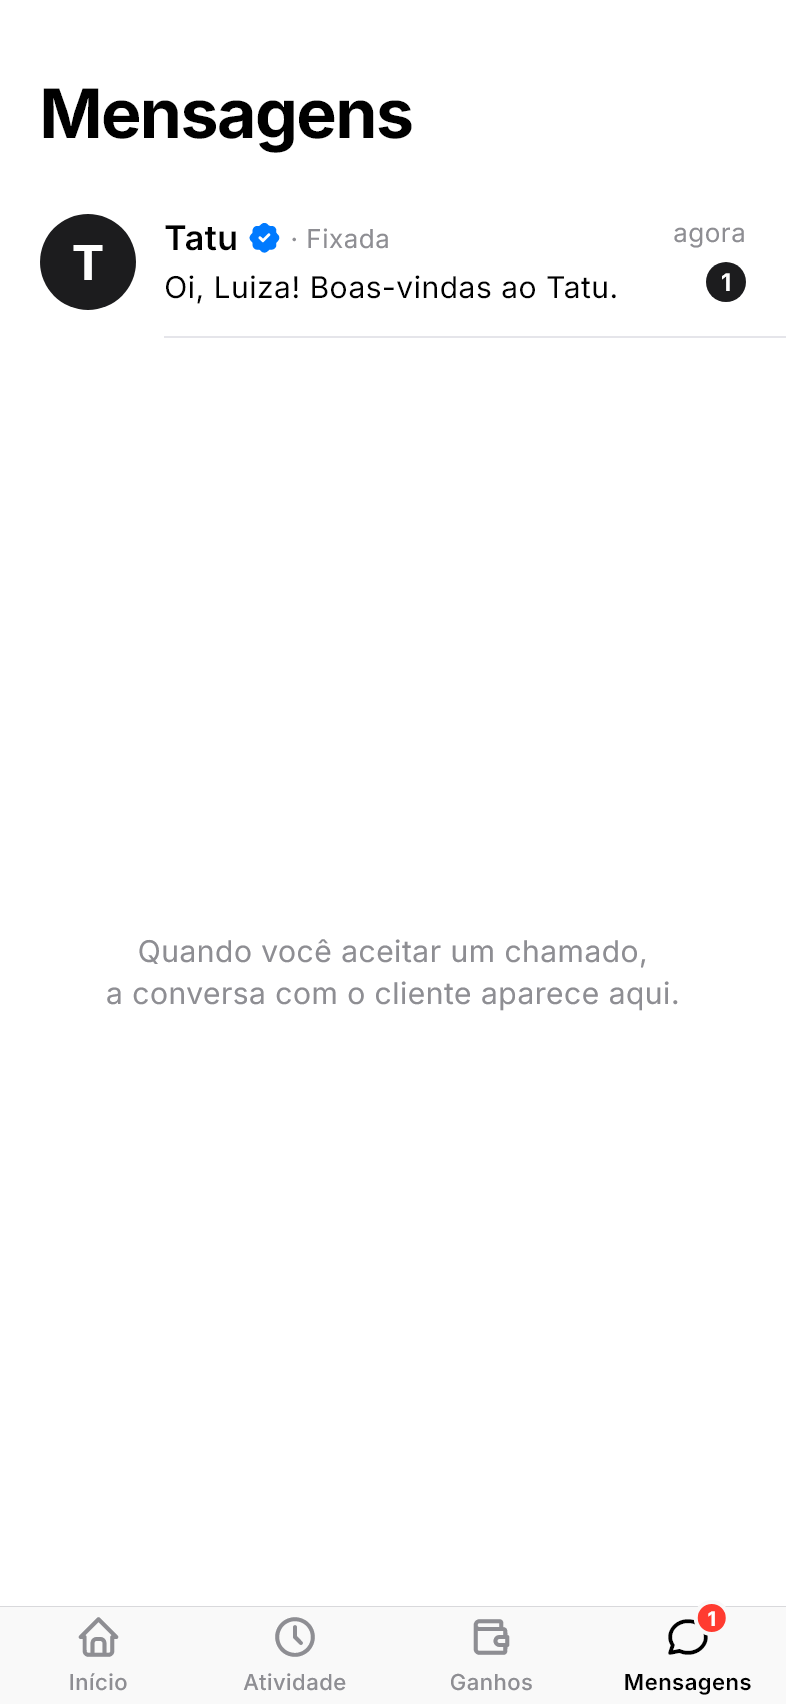 Mensagens
T
Tatu · Fixada
agora
Oi, Luiza! Boas-vindas ao Tatu.
1
Quando você aceitar um chamado,
a conversa com o cliente aparece aqui.
1
Início
Atividade
Ganhos
Mensagens